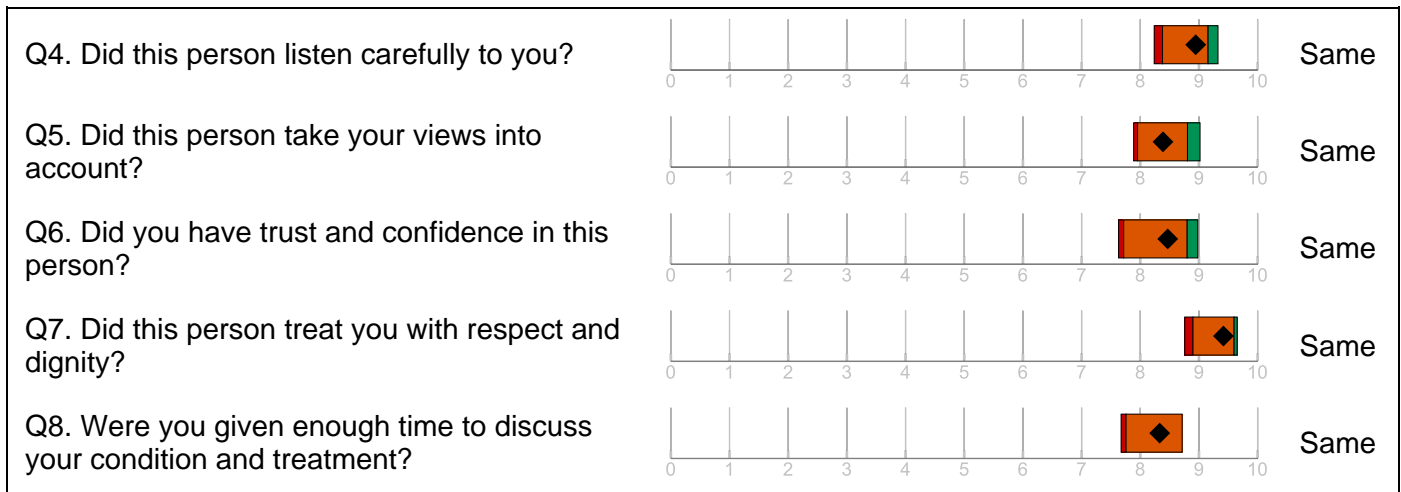 Q4. Did this person listen carefully to you?
0 1 2 3 4 5 6 7 8 9 10
Same
Q5. Did this person take your views into
account?
0 1 2 3 4 5 6 7 8 9 10
Same
Q6. Did you have trust and confidence in this
person?
0 1 2 3 4 5 6 7 8 9 10
Same
Q7. Did this person treat you with respect and
dignity?
0 1 2 3 4 5 6 7 8 9 10
Same
Q8. Were you given enough time to discuss
your condition and treatment?
0 1 2 3 4 5 6 7 8 9 10
Same